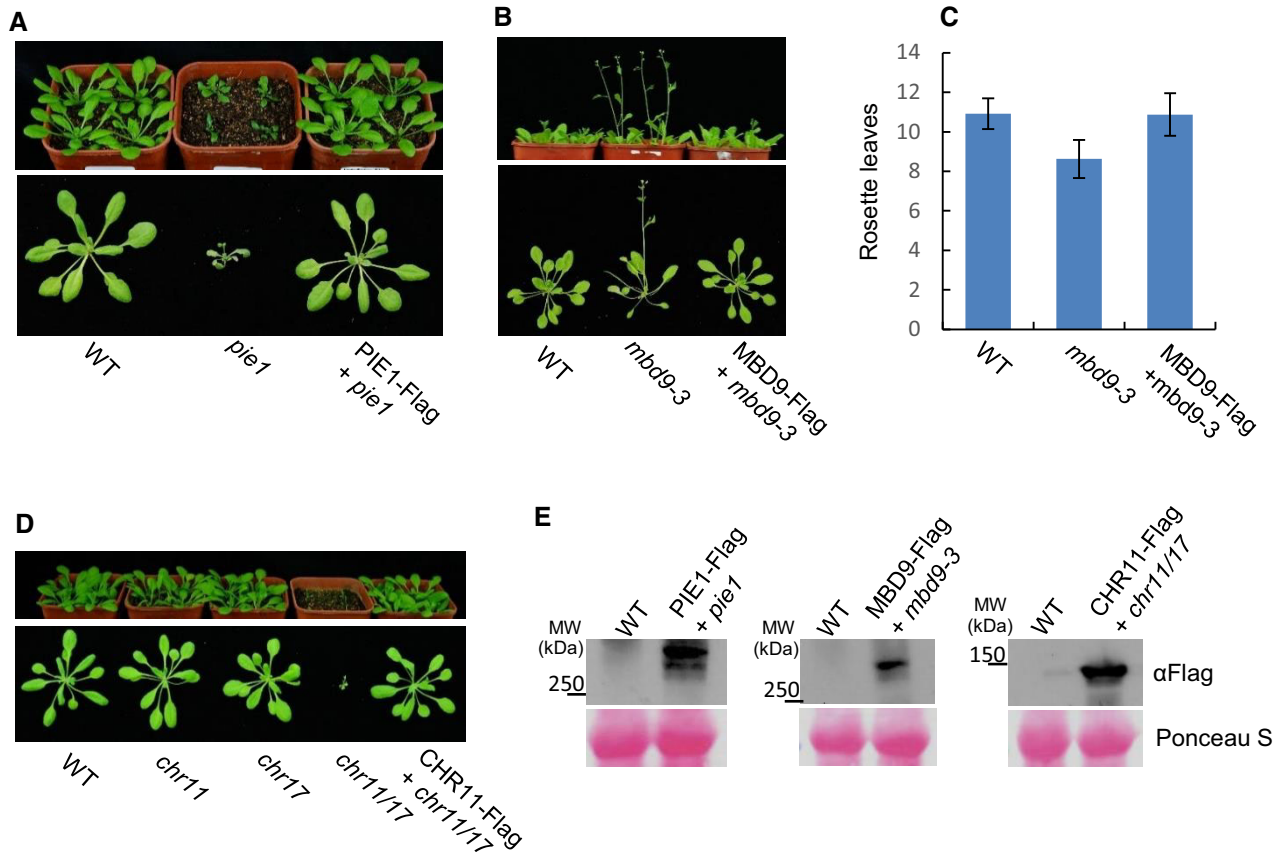 A
WT
pie1
PIE1-Flag
+ pie1
B
WT
mbd9-3
MBD9-Flag
+ mbd9-3
C
Rosette leaves
14
12
10
8
6
4
2
0
WT
mbd9-3
MBD9-Flag
+mbd9-3
D
WT
chr11
chr17
chr11/17
CHR11-Flag
+ chr11/17
E
MW
(kDa)
WT
PIE1-Flag
+ pie1
250
MW
(kDa)
WT
MBD9-Flag
+ mbd9-3
250
MW
(kDa)
WT
CHR11-Flag
+ chr11/17
150
αFlag
Ponceau S